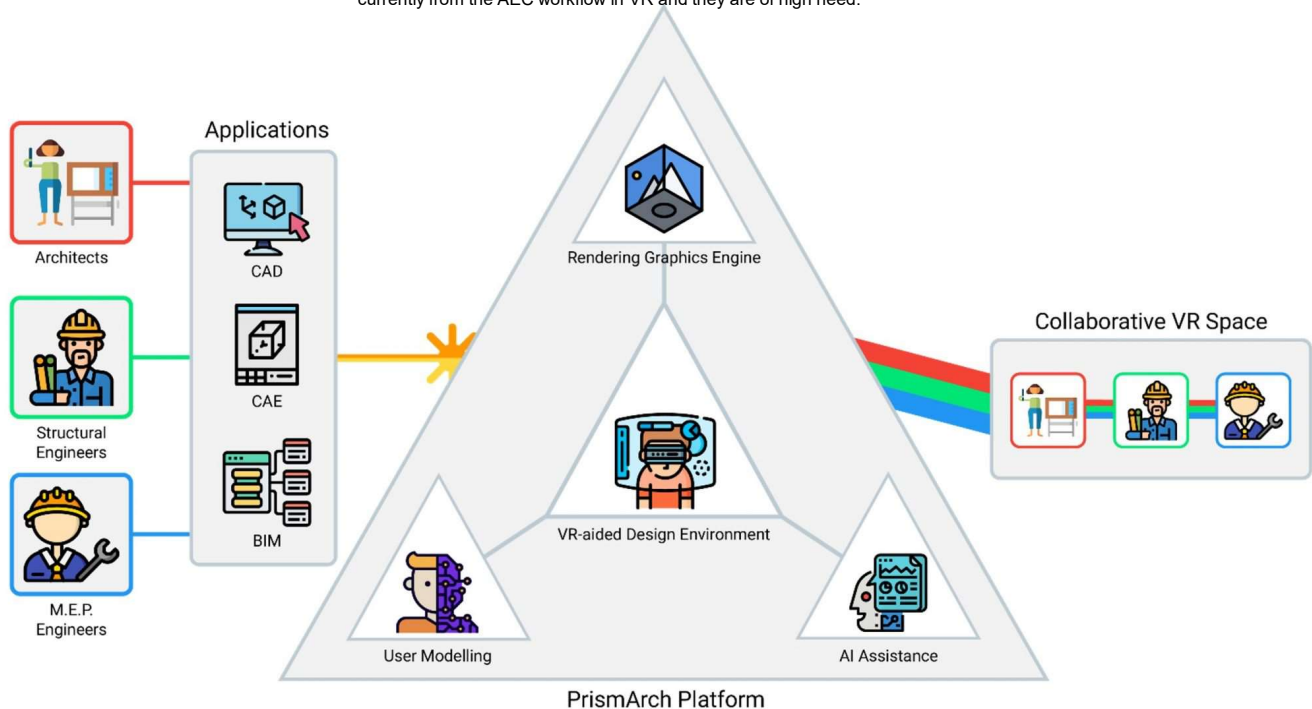 currently from the AEC workflow in VR and they are of high need.
Applications
Architects
CAD
Structural
Engineers
CAE
M.E.P.
Engineers
BIM
Rendering Graphics Engine
VR-aided Design Environment
User Modelling
AI Assistance
PrismArch Platform
Collaborative VR Space